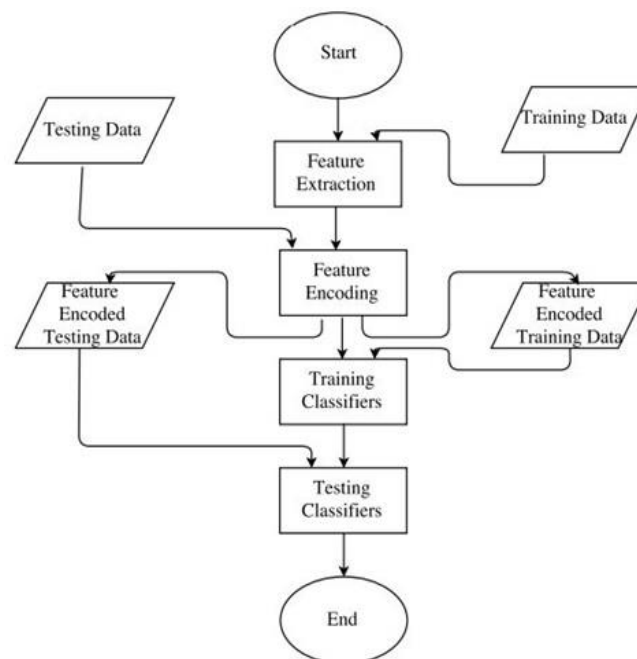 Start
Testing Data
Training Data
Feature
Extraction
Feature
Encoding
Feature
Encoded
Testing Data
Feature
Encoded
Training Data
Training
Classifiers
Testing
Classifiers
End